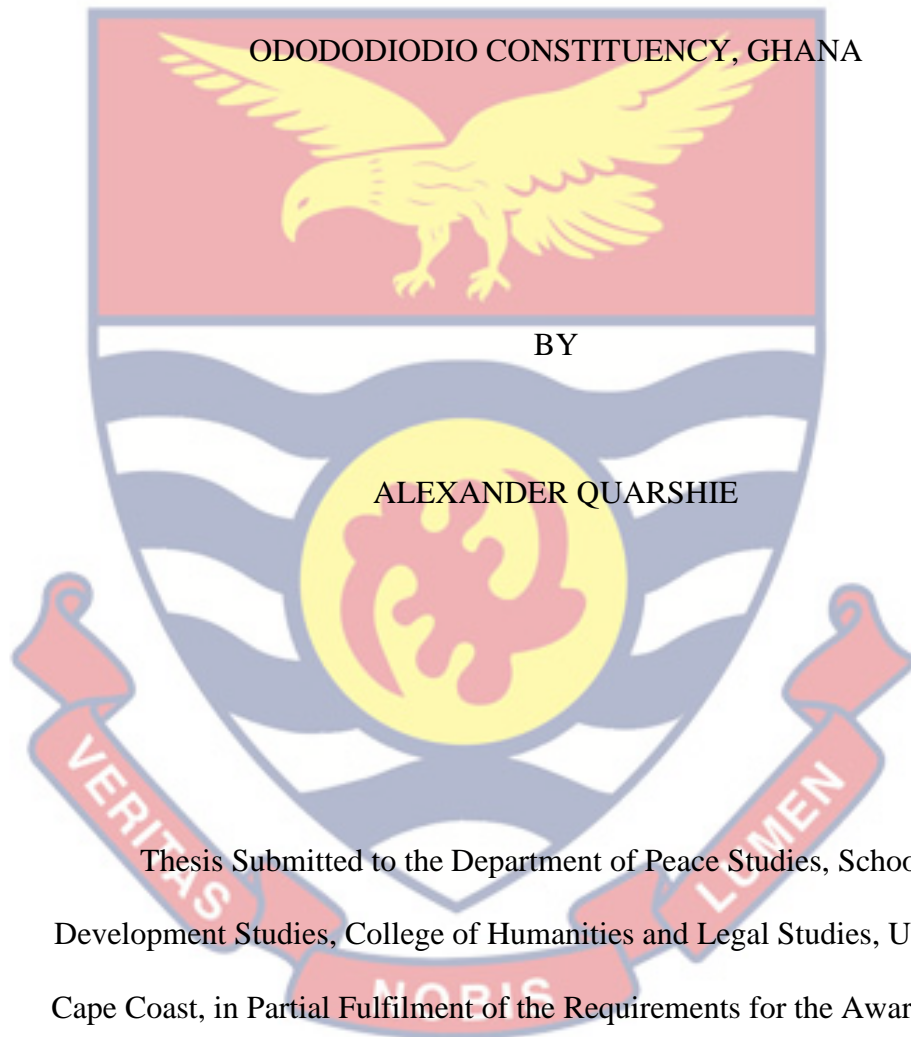 ODODODIODIO CONSTITUENCY, GHANA
BY
ALEXANDER QUARSHIE
VERITAS
NOBIS
LUMEN
Thesis Submitted to the Department of Peace Studies, Schoo
Development Studies, College of Humanities and Legal Studies, U
Cape Coast, in Partial Fulfilment of the Requirements for the Awar